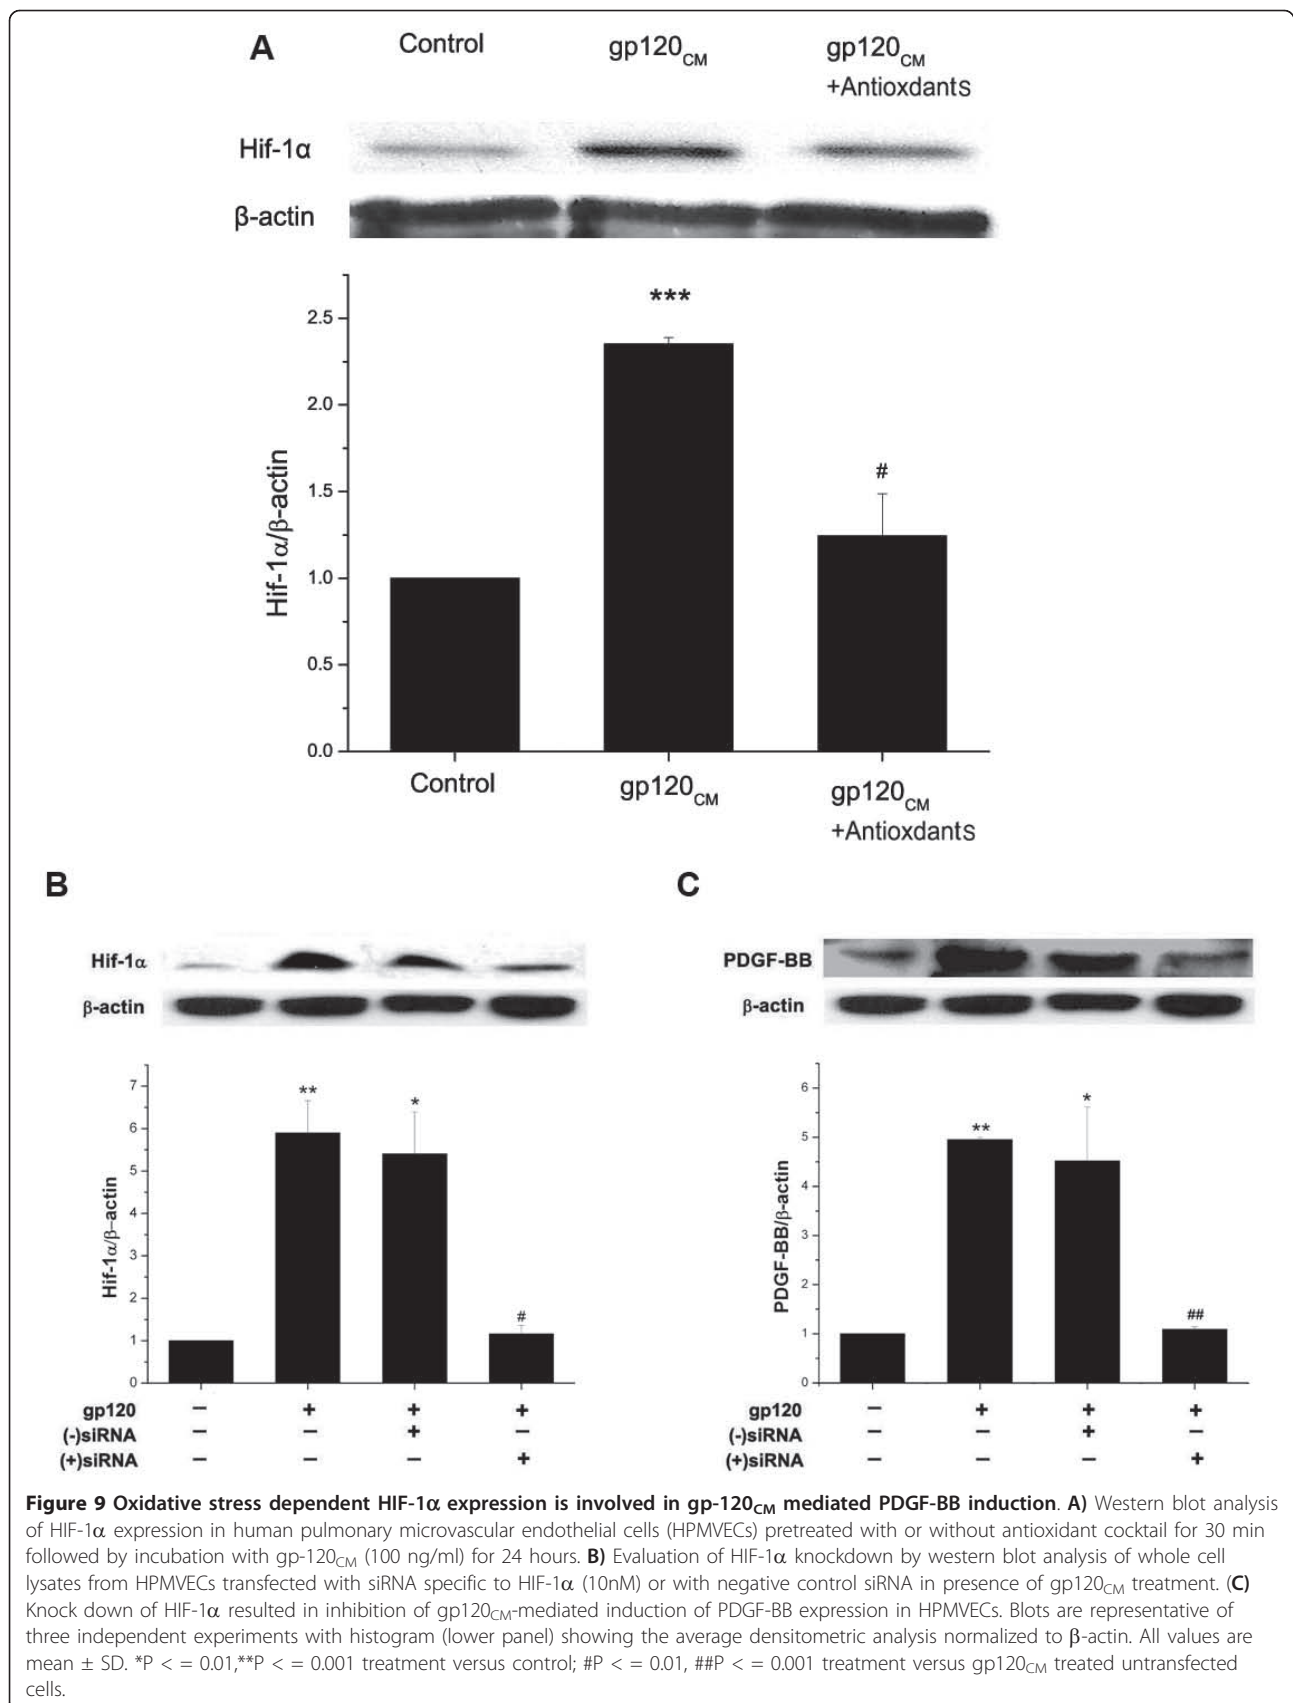 A
Control gp120CM gp120CM
+Antioxdants
Hif-1α
β-actin
***
#
2.5
2.0
1.5
1.0
0.5
0.0
Hif-1α/β-actin
Control gp120CM gp120CM
+Antioxdants
B
Hif-1α
β-actin
7
6
5
4
3
2
1
0
Hif-1α/β-actin
** * #
gp120 – + + +
(-)siRNA – – + –
(+)siRNA – – – +
C
PDGF-BB
β-actin
6
5
4
3
2
1
0
PDGF-BB/β-actin
** * ##
gp120 – + + +
(-)siRNA – – + –
(+)siRNA – – – +
Figure 9 Oxidative stress dependent HIF-1α expression is involved in gp-120CM mediated PDGF-BB induction. A) Western blot analysis
of HIF-1α expression in human pulmonary microvascular endothelial cells (HPMVECs) pretreated with or without antioxidant cocktail for 30 min
followed by incubation with gp-120CM (100 ng/ml) for 24 hours. B) Evaluation of HIF-1α knockdown by western blot analysis of whole cell
lysates from HPMVECs transfected with siRNA specific to HIF-1α (10nM) or with negative control siRNA in presence of gp120CM treatment. (C)
Knock down of HIF-1α resulted in inhibition of gp120CM-mediated induction of PDGF-BB expression in HPMVECs. Blots are representative of
three independent experiments with histogram (lower panel) showing the average densitometric analysis normalized to β-actin. All values are
mean ± SD. *P < = 0.01,**P < = 0.001 treatment versus control; #P < = 0.01, ##P < = 0.001 treatment versus gp120CM treated untransfected
cells.